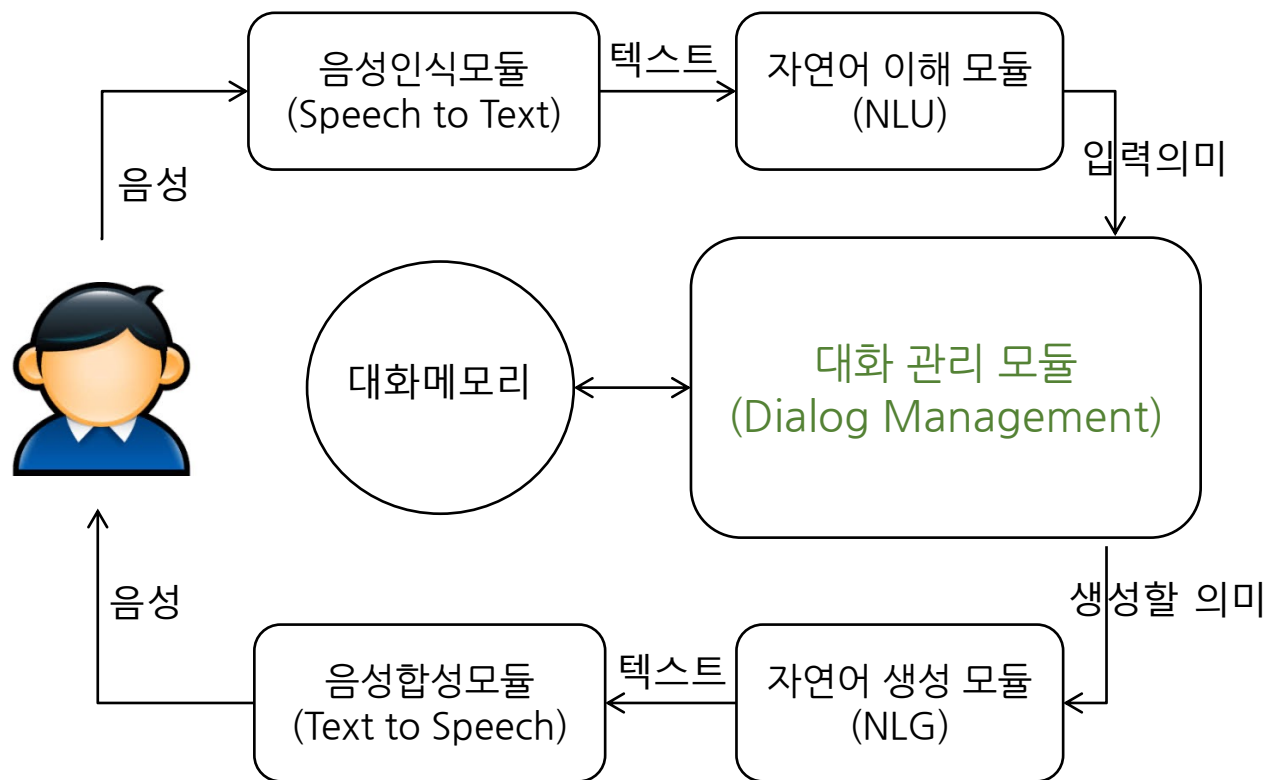 음성인식모듈
(Speech to Text)
텍스트
자연어 이해 모듈
(NLU)
입력의미
음성
대화메모리
대화 관리 모듈
(Dialog Management)
생성할 의미
음성
음성합성모듈
(Text to Speech)
텍스트
자연어 생성 모듈
(NLG)